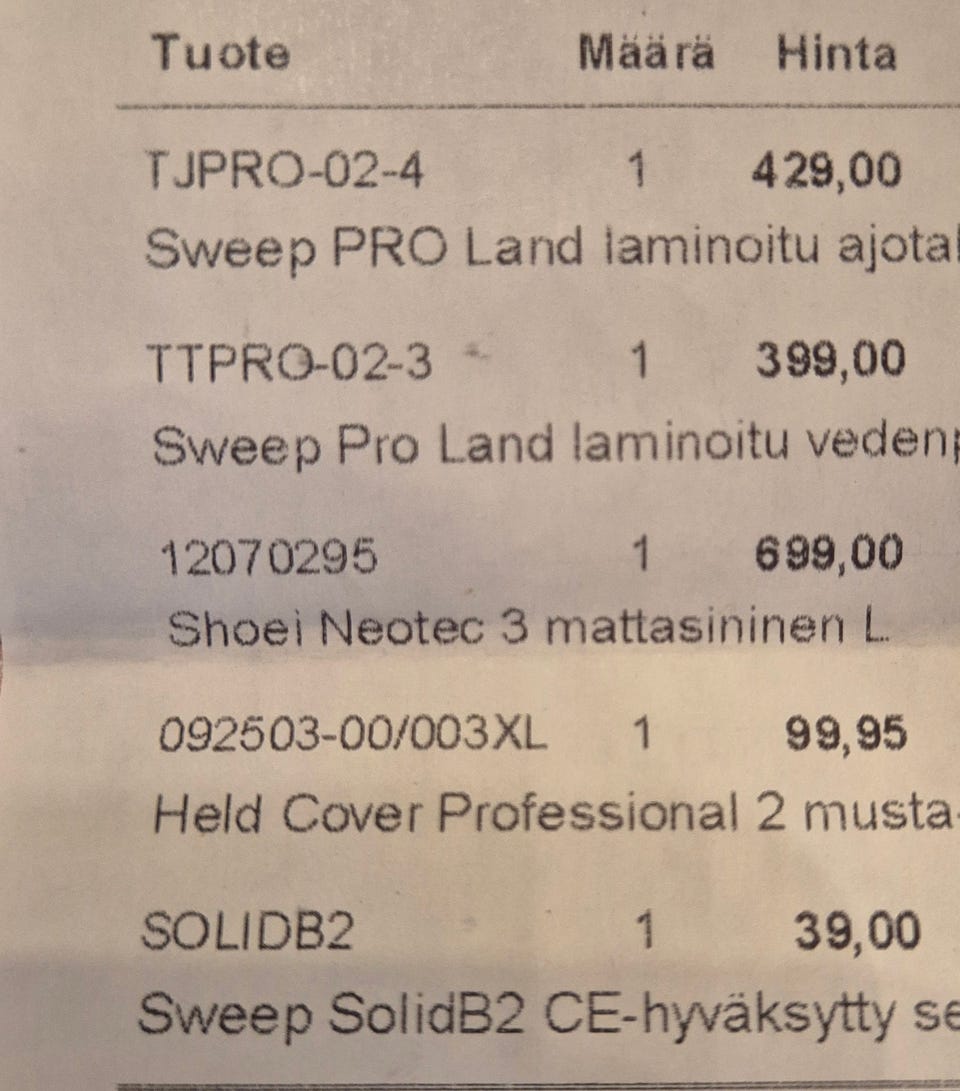 Tuote Määrä Hinta
TJPRO-02-4 1 429,00
Sweep PRO Land laminoitu
TTPRO-02-3 1 399,00
Sweep Pro Land laminoitu
12070295 1 699,00
Shoei Neotec 3 mattasininen L
092503-00/003XL 1 99,95
Held Cover Professional 2 musta-
SOLIDB2 1 39,00
Sweep SolidB2 CE-hyväksytty